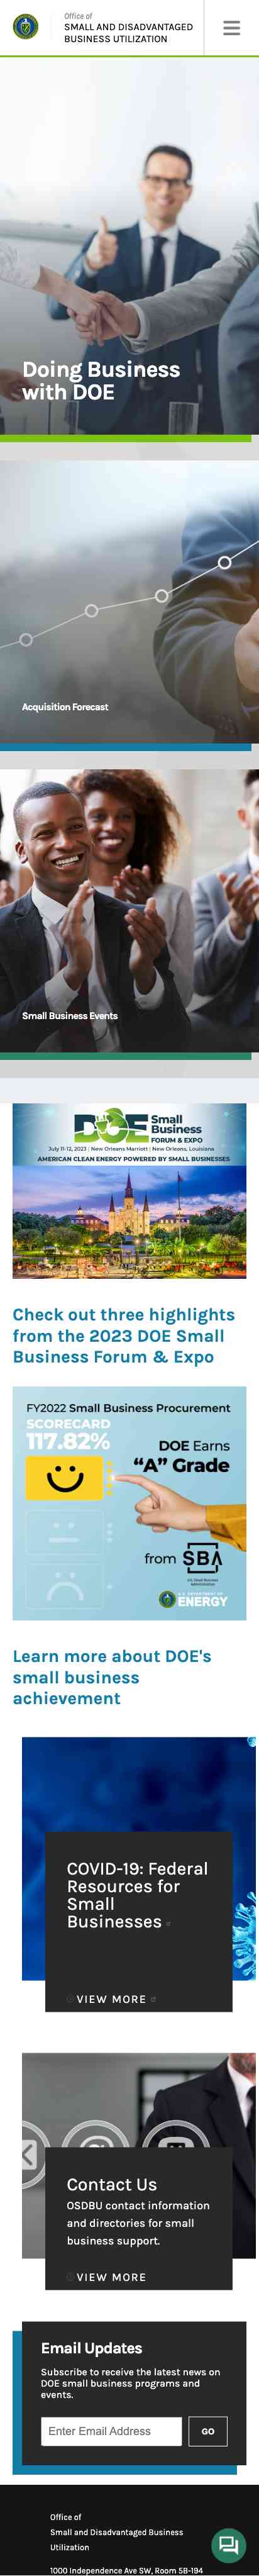 Office of
SMALL AND DISADVANTAGED
BUSINESS UTILIZATION
Doing Business
with DOE
Acquisition Forecast
Small Business Events
DOE Small
Business
FORUM & EXPO
July 11-12, 2023 | New Orleans Marriott | New Orleans, Louisiana
AMERICAN CLEAN ENERGY POWERED BY SMALL BUSINESSES
Check out three highlights
from the 2023 DOE Small
Business Forum & Expo
FY2022 Small Business Procurement
SCORECARD
117.82%
DOE Earns
“A” Grade
from SBA
U.S. Small Business
Administration
U.S. DEPARTMENT OF
ENERGY
Learn more about DOE's
small business
achievement
COVID-19: Federal
Resources for
Small
Businesses
VIEW MORE
Contact Us
OSDBU contact information
and directories for small
business support.
VIEW MORE
Email Updates
Subscribe to receive the latest news on
DOE small business programs and
events.
Enter Email Address
GO
Office of
Small and Disadvantaged Business
Utilization
1000 Independence Ave SW, Room 5B-194